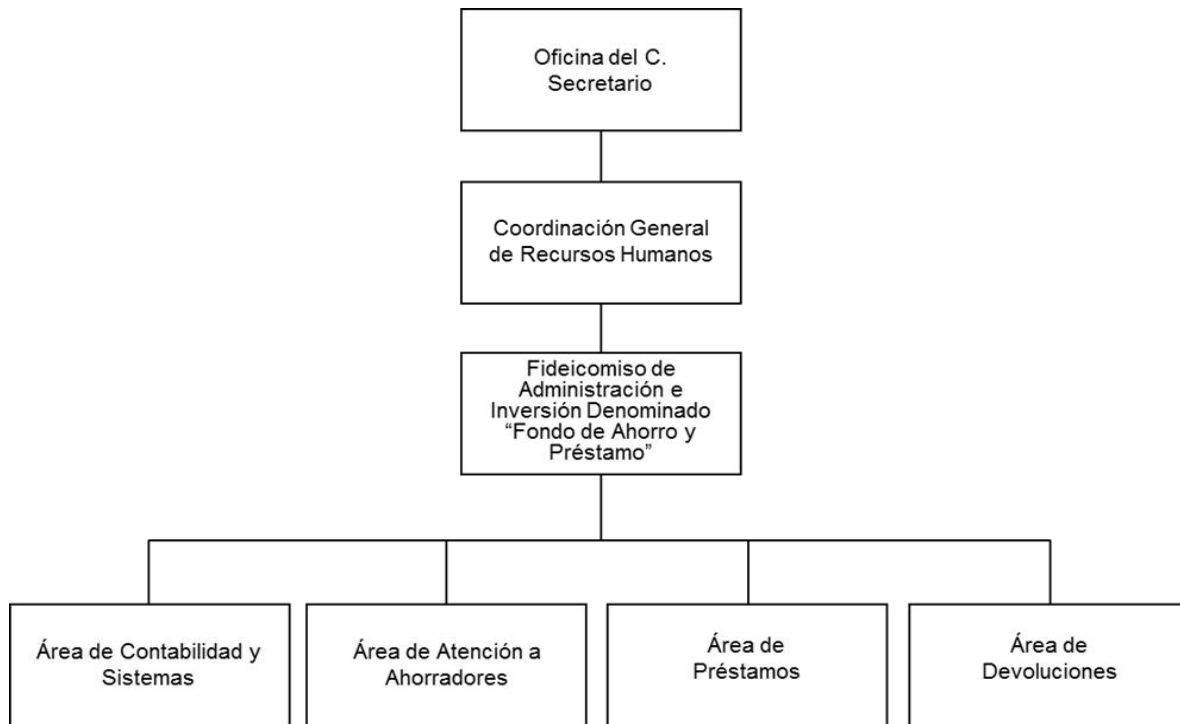 Oficina del C.
Secretario
Coordinación General
de Recursos Humanos
Fideicomiso de
Administración e
Inversión Denominado
“Fondo de Ahorro y
Préstamo”
Área de Contabilidad y
Sistemas
Área de Atención a
Ahorradores
Área de
Préstamos
Área de
Devoluciones